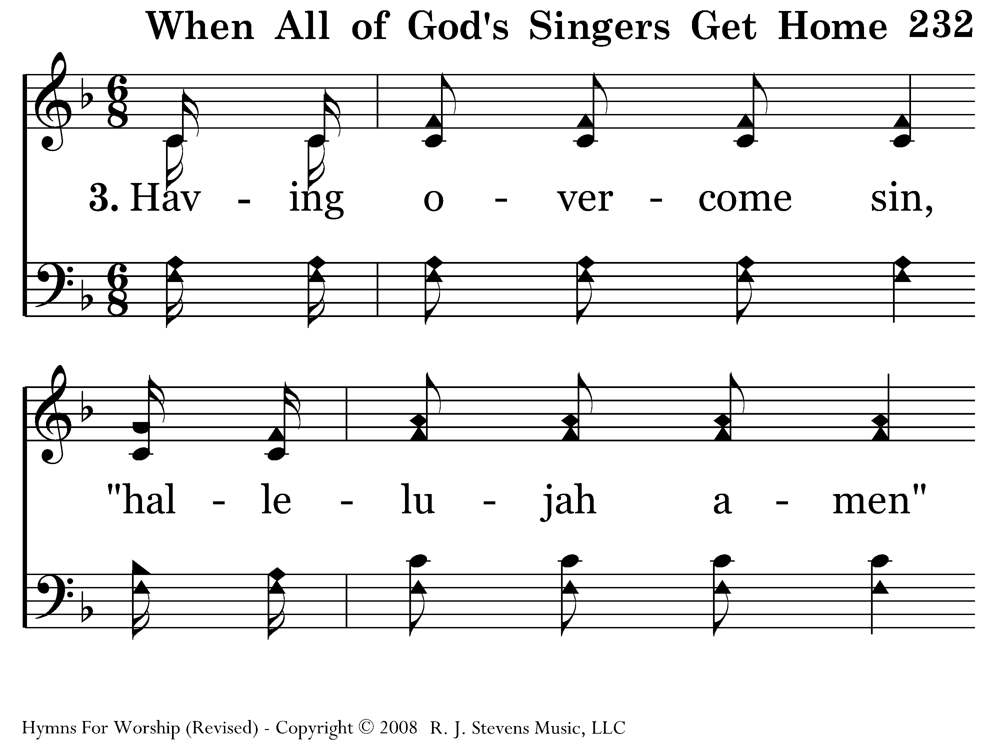 When All of God's Singers Get Home 232
3. Hav - ing o - ver - come sin,
"hal - le - lu - jah a - men"
Hymns For Worship (Revised) - Copyright © 2008 R. J. Stevens Music, LLC